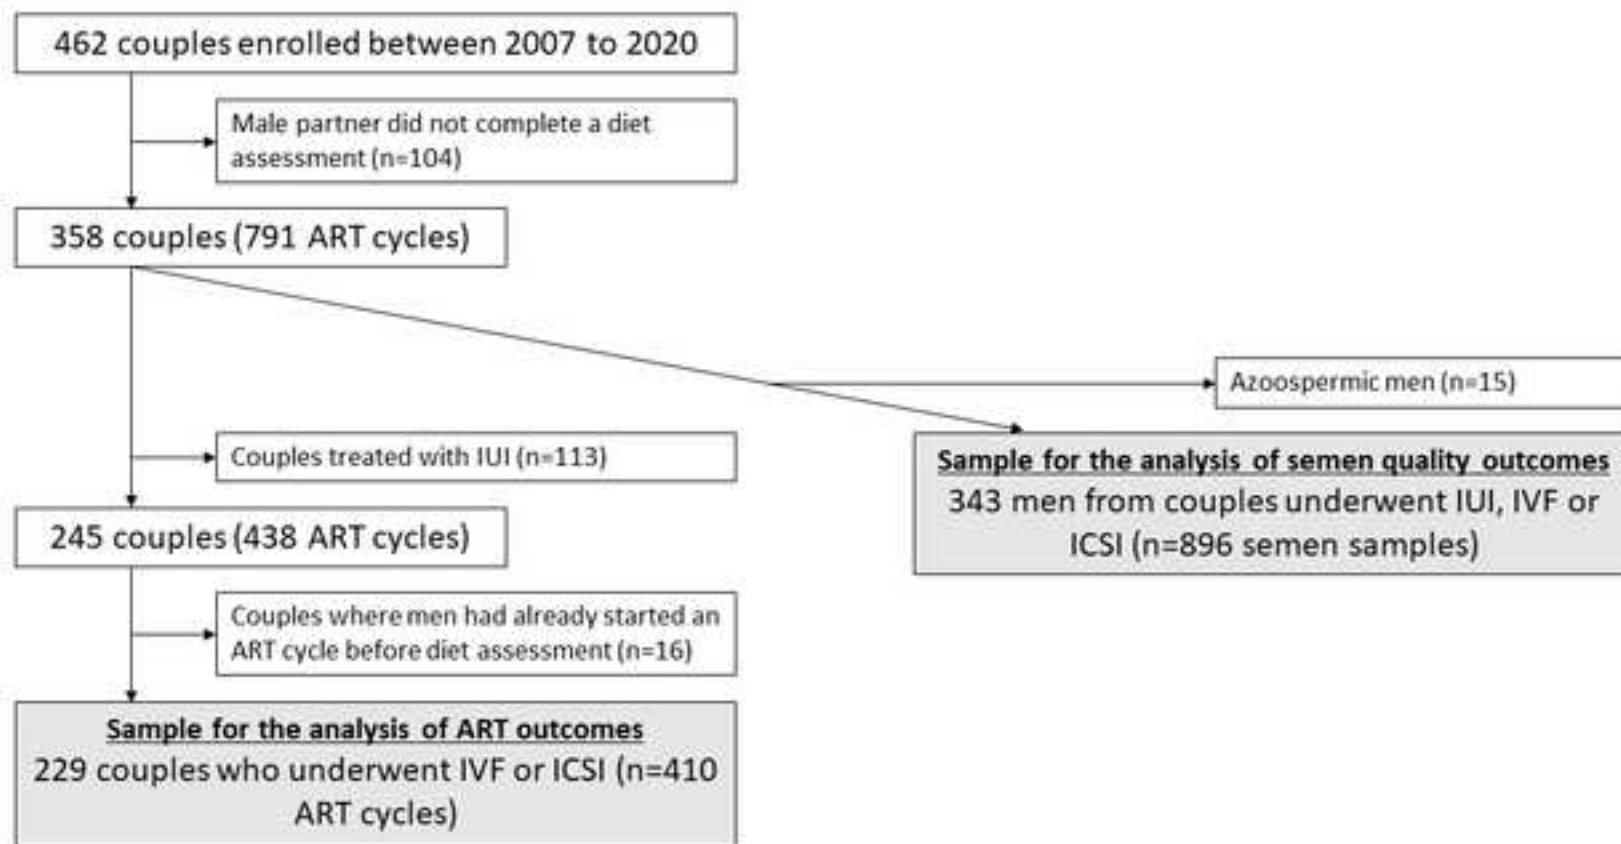 462 couples enrolled between 2007 to 2020
Male partner did not complete a diet
assessment (n=104)
358 couples (791 ART cycles)
Azoospermic men (n=15)
Couples treated with IUI (n=113)
Sample for the analysis of semen quality outcomes
343 men from couples underwent IUI, IVF or
ICSI (n=896 semen samples)
245 couples (438 ART cycles)
Couples where men had already started an
ART cycle before diet assessment (n=16)
Sample for the analysis of ART outcomes
229 couples who underwent IVF or ICSI (n=410
ART cycles)